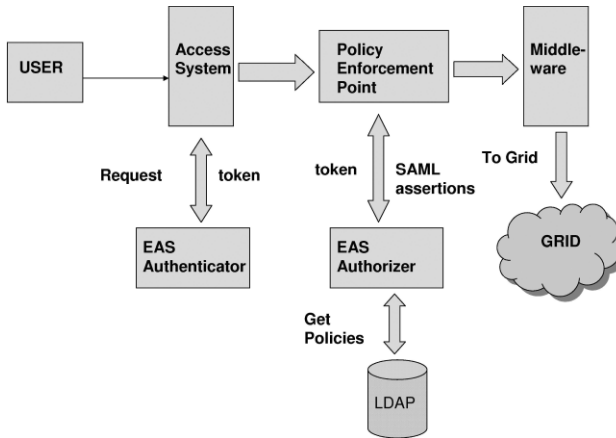 USER
Access
System
Policy
Enforcement
Point
Middle-
ware
Request
token
token
SAML
assertions
To Grid
EAS
Authenticator
EAS
Authorizer
GRID
Get
Policies
LDAP